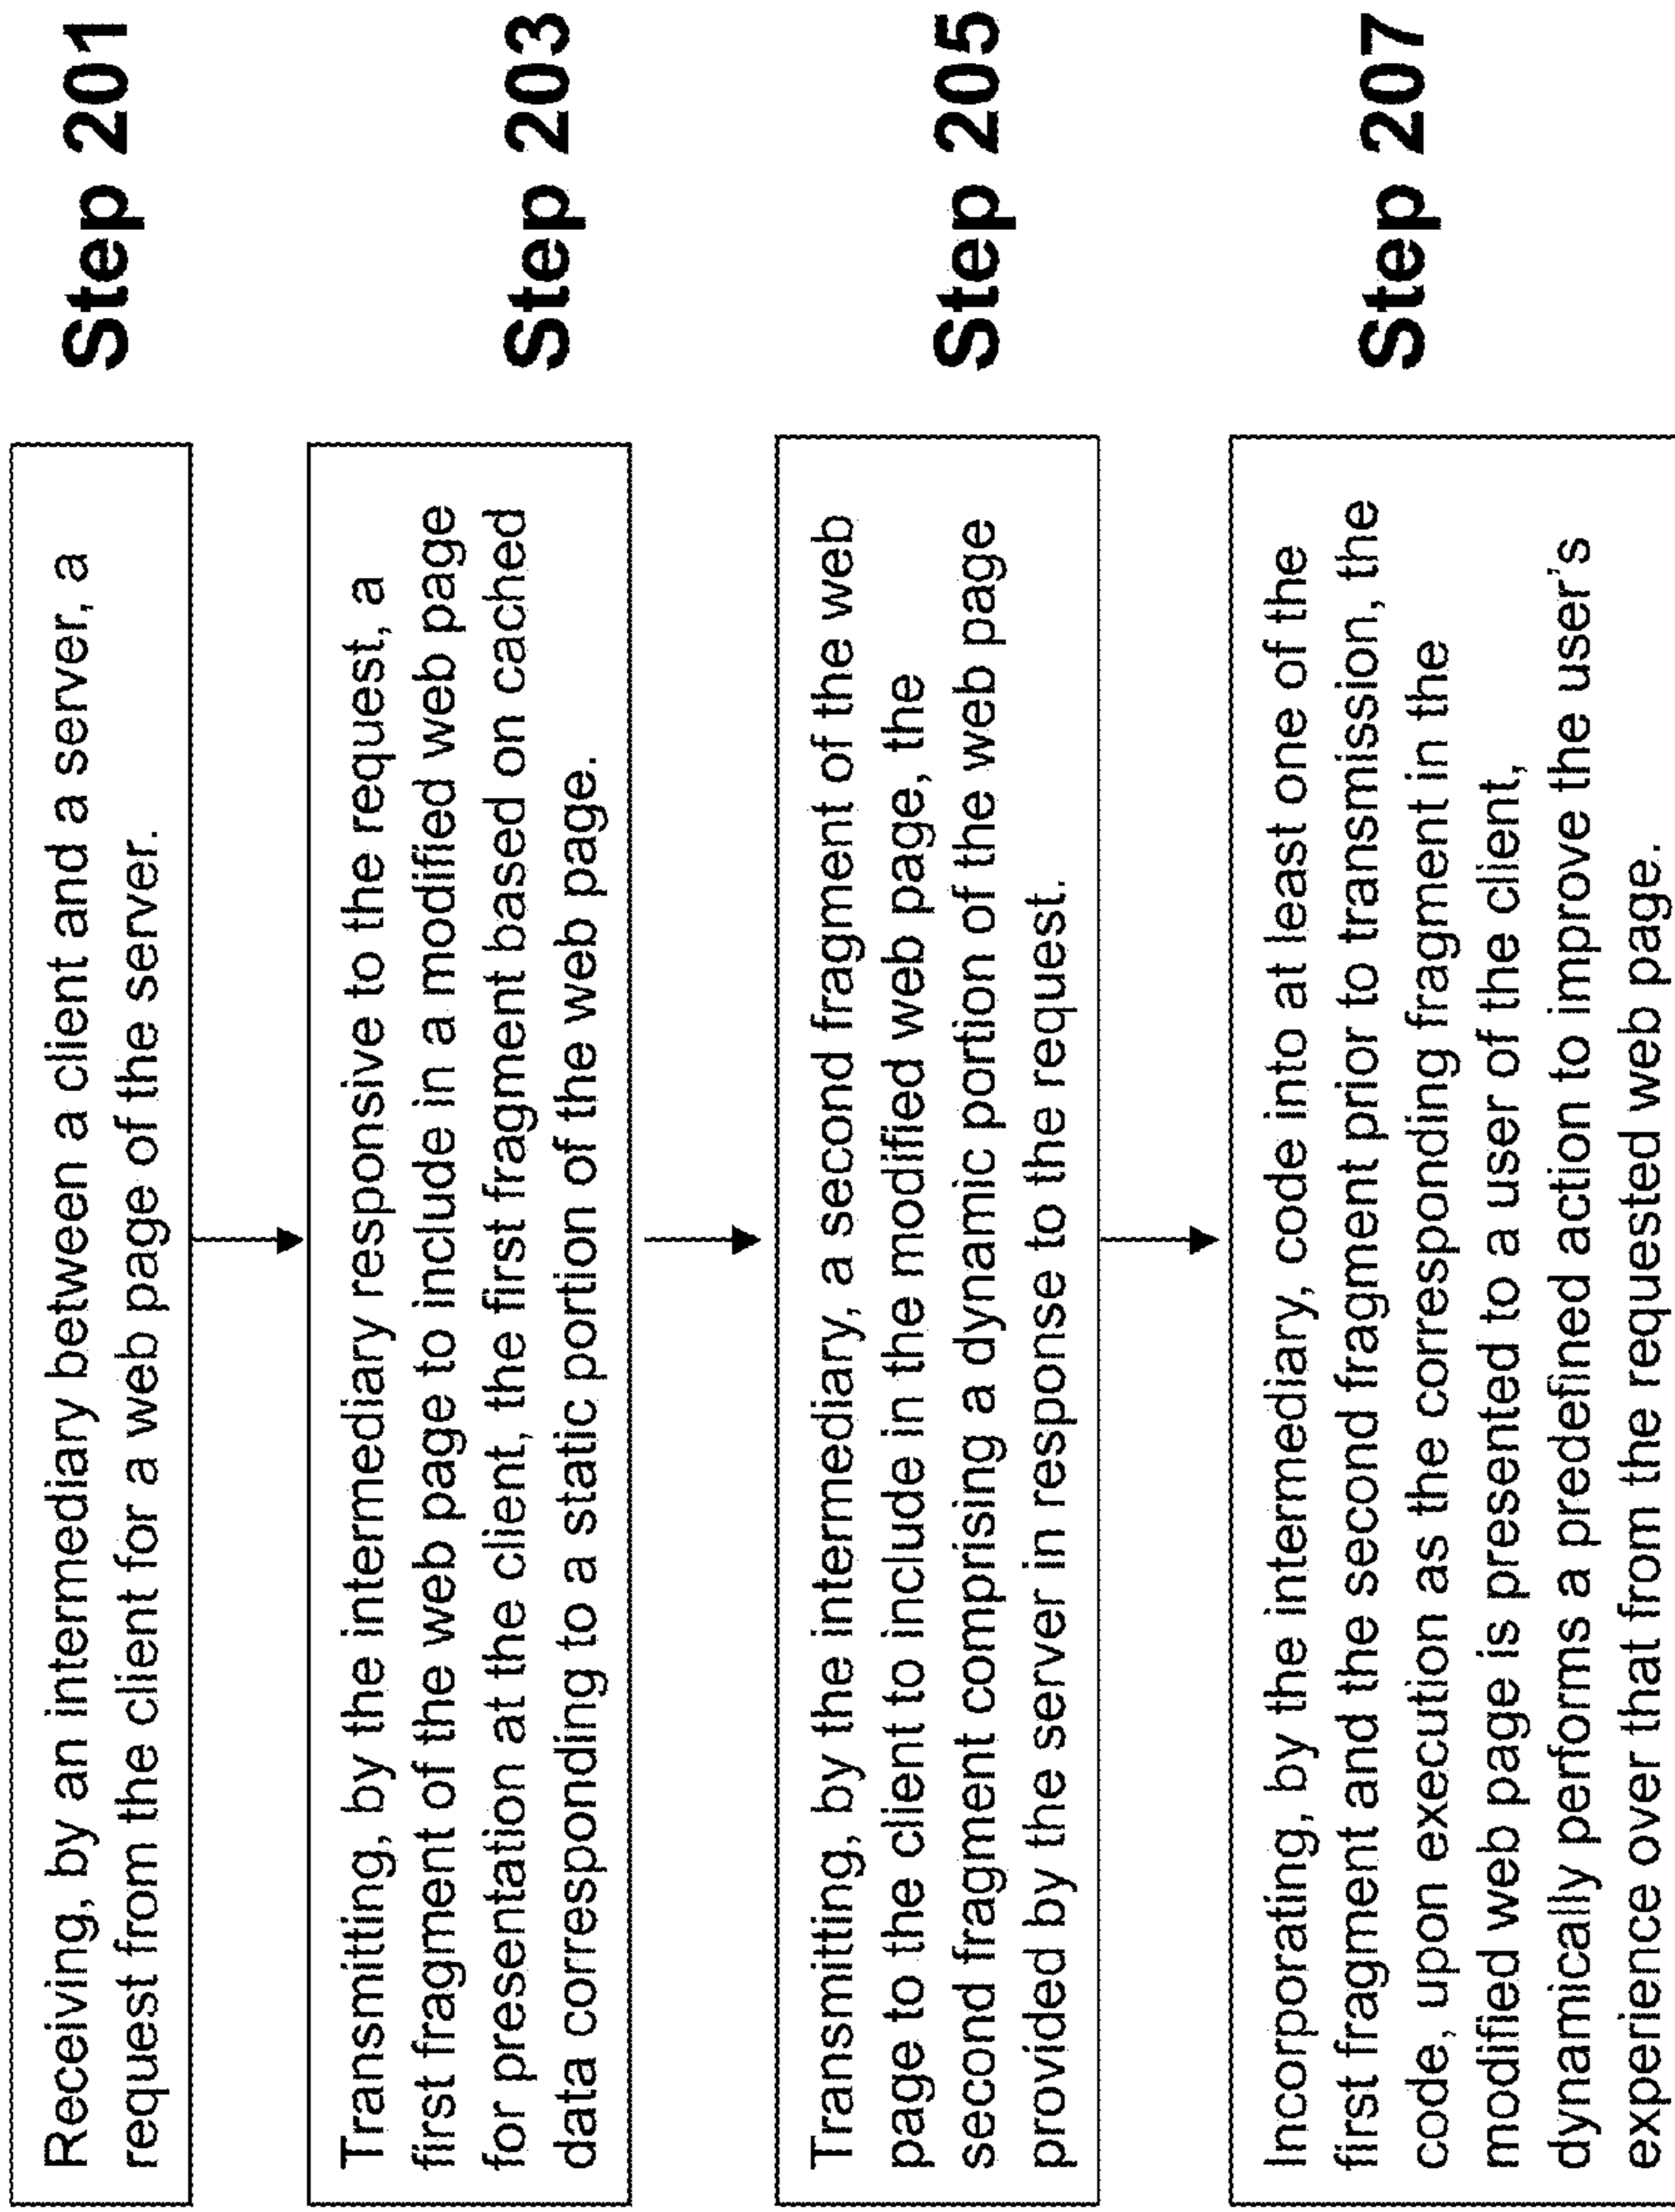 Receiving, by an intermediary between a client and a server, a
request from the client for a web page of the server.
Step 201
Transmitting, by the intermediary responsive to the request, a
first fragment of the web page to include in a modified web page
for presentation at the client, the first fragment based on cached
data corresponding to a static portion of the web page.
Step 203
Transmitting, by the intermediary, a second fragment of the web
page to the client to include in the modified web page, the
second fragment comprising a dynamic portion of the web page
provided by the server in response to the request.
Step 205
Incorporating, by the intermediary, code into at least one of the
first fragment and the second fragment prior to transmission, the
code, upon execution as the corresponding fragment in the
modified web page is presented to a user of the client,
dynamically performs a predefined action to improve the user's
experience over that from the requested web page.
Step 207